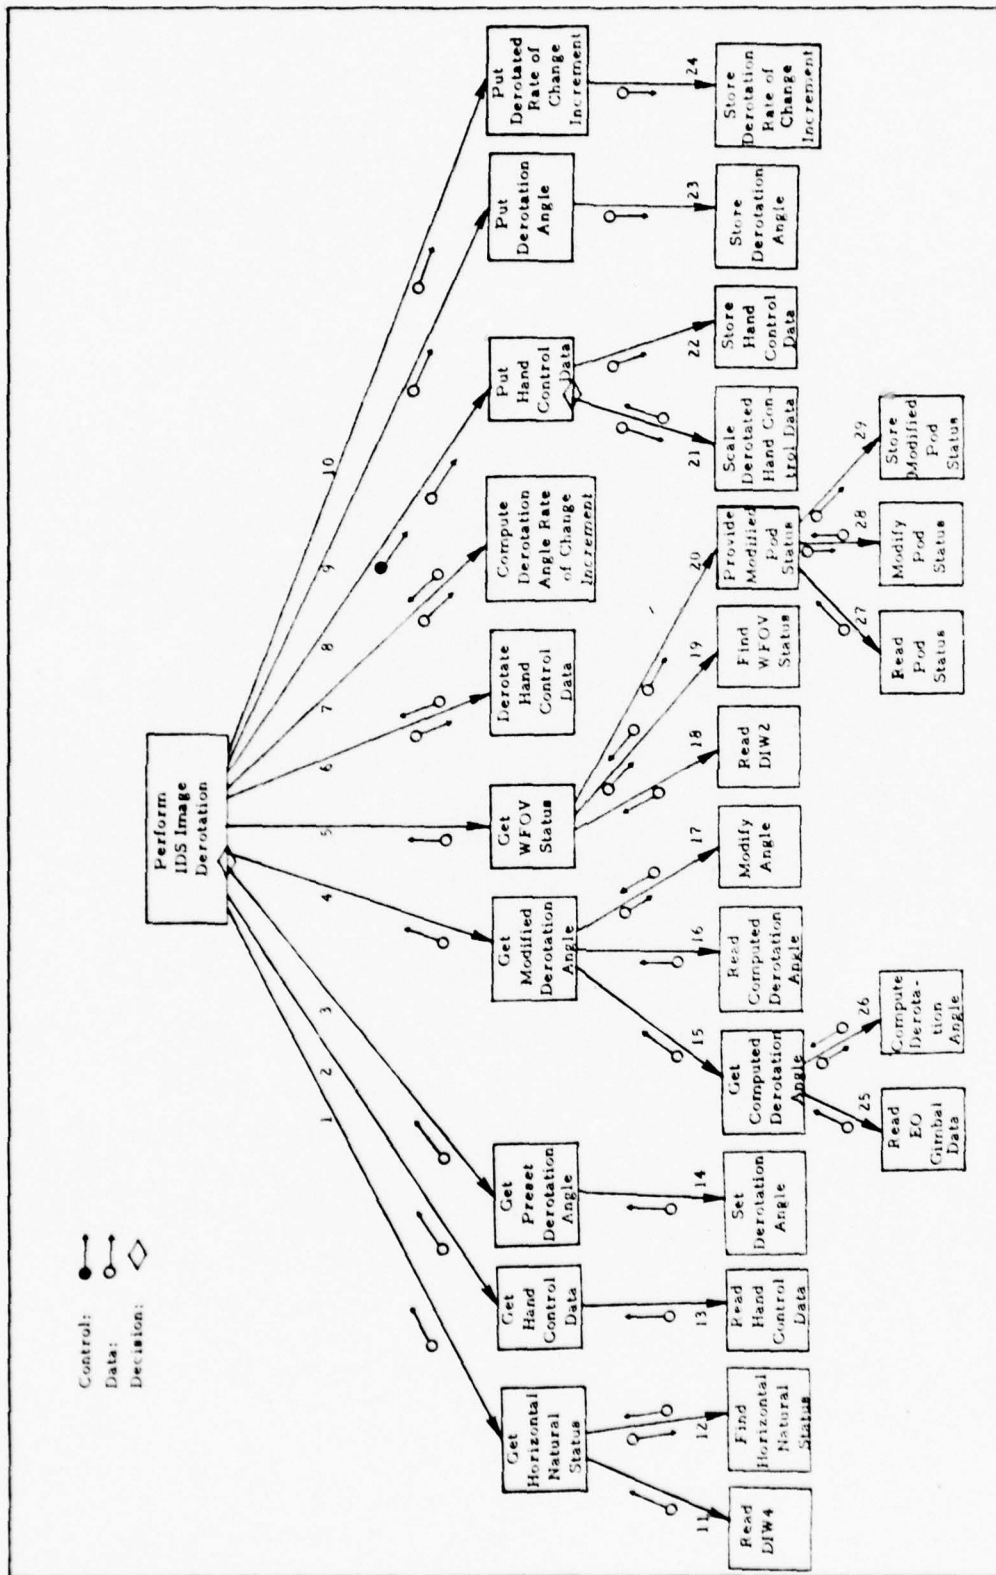 Control:
Data:
Decision:
Perform
IDS Image
Derotation
1
2
3
4
5
6
7
8
9
10
Get
Horizontal
Natural
Status
Get
Hand
Control
Data
Get
Preset
Derotation
Angle
Get
Modified
Derotation
Angle
Get
WFOV
Status
Derotate
Hand
Control
Data
Compute
Derotation
Angle Rate
of Change
Increment
Put
Hand
Control
Data
Put
Derotation
Angle
Put
Derotated
Rate of
Change
Increment
11
12
13
14
15
16
17
18
19
20
21
22
23
24
Read
DIW4
Find
Horizontal
Natural
Status
Read
Hand
Control
Data
Set
Derotation
Angle
Get
Computed
Derotation
Angle
Read
Computed
Derotation
Angle
Modify
Angle
Read
DIW2
Find
WFOV
Status
Provide
Modified
Pod
Status
Scale
Derotated
Hand Con-
trol Data
Store
Hand
Control
Data
Store
Derotation
Angle
Store
Derotation
Rate of
Change
Increment
25
26
27
28
29
Read
EO
Gimbal
Data
Compute
Derota-
tion
Angle
Read
Pod
Status
Modify
Pod
Status
Store
Modified
Pod
Status